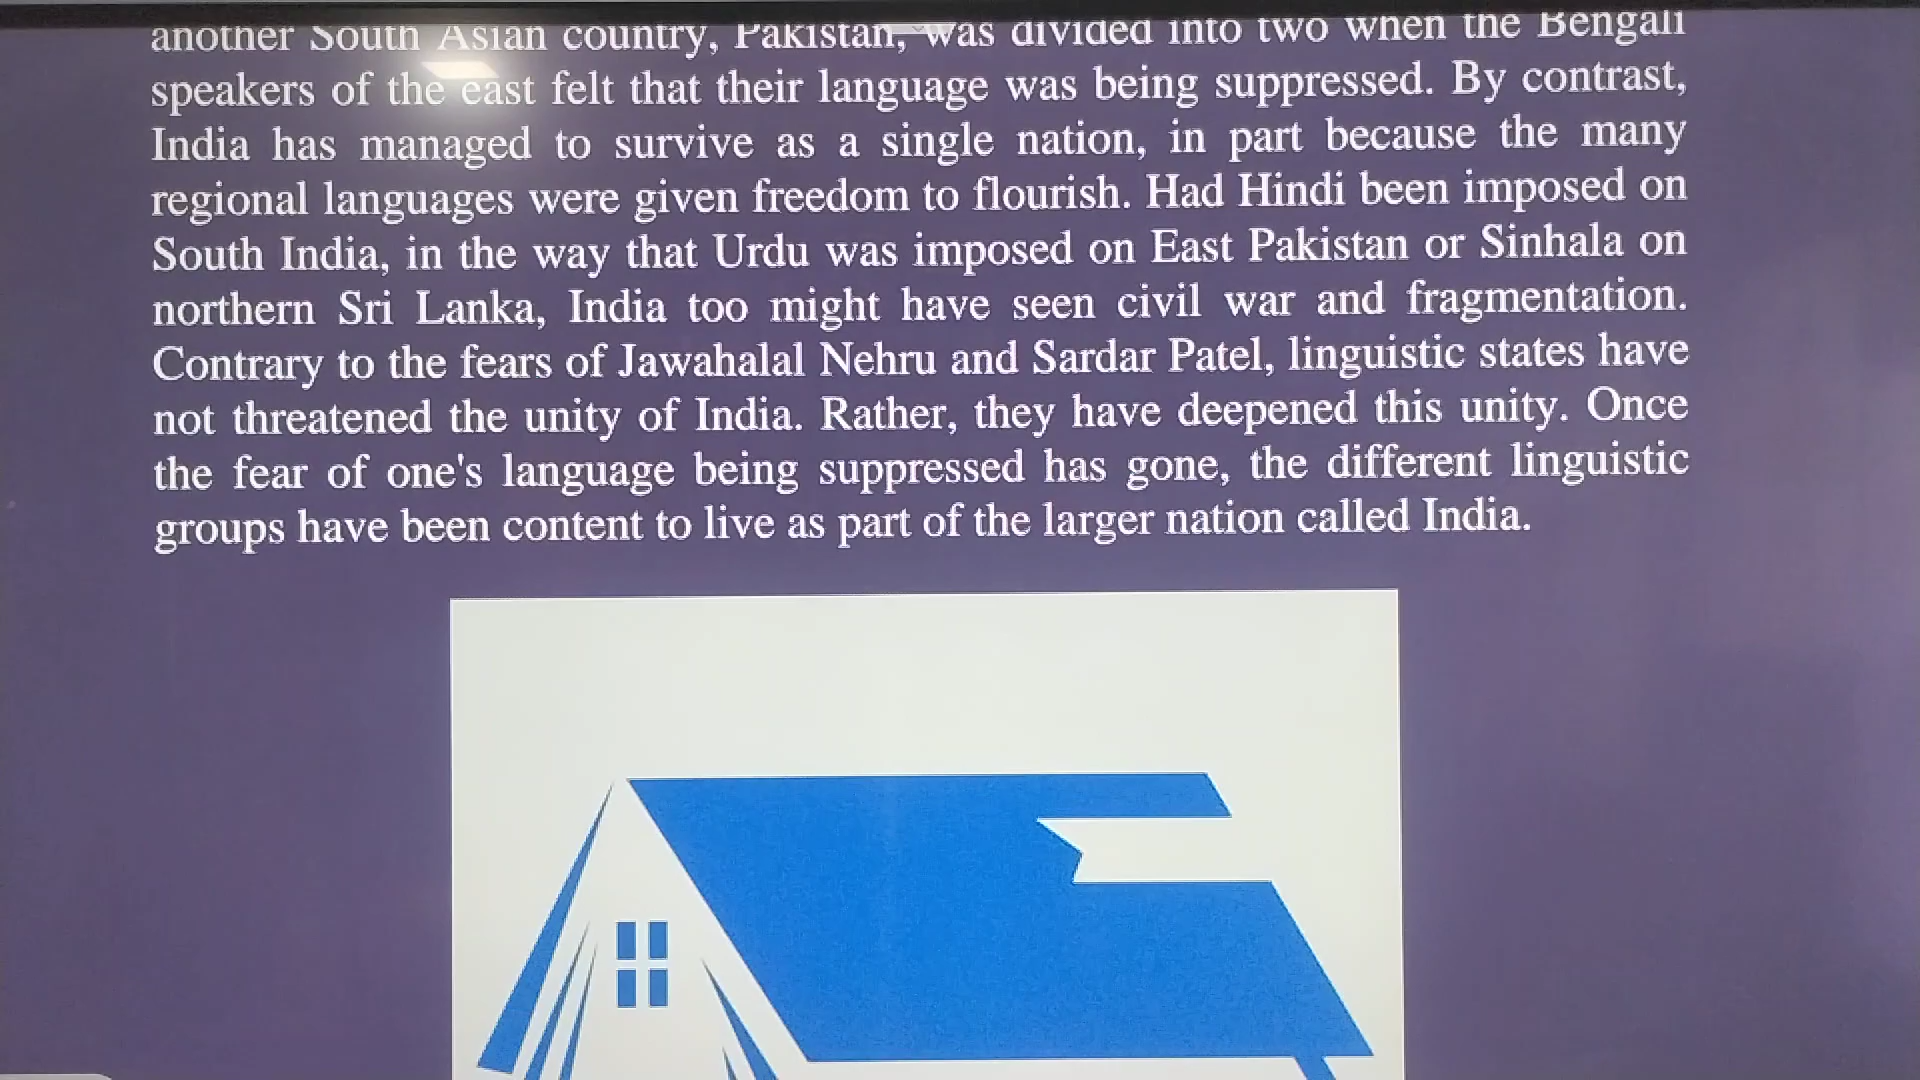 another South Asian country, Pakistan, was divided into two when the Bengali
speakers of the east felt that their language was being suppressed. By contrast,
India has managed to survive as a single nation, in part because the many
regional languages were given freedom to flourish. Had Hindi been imposed on
South India, in the way that Urdu was imposed on East Pakistan or Sinhala on
northern Sri Lanka, India too might have seen civil war and fragmentation.
Contrary to the fears of Jawahalal Nehru and Sardar Patel, linguistic states have
not threatened the unity of India. Rather, they have deepened this unity. Once
the fear of one's language being suppressed has gone, the different linguistic
groups have been content to live as part of the larger nation called India.